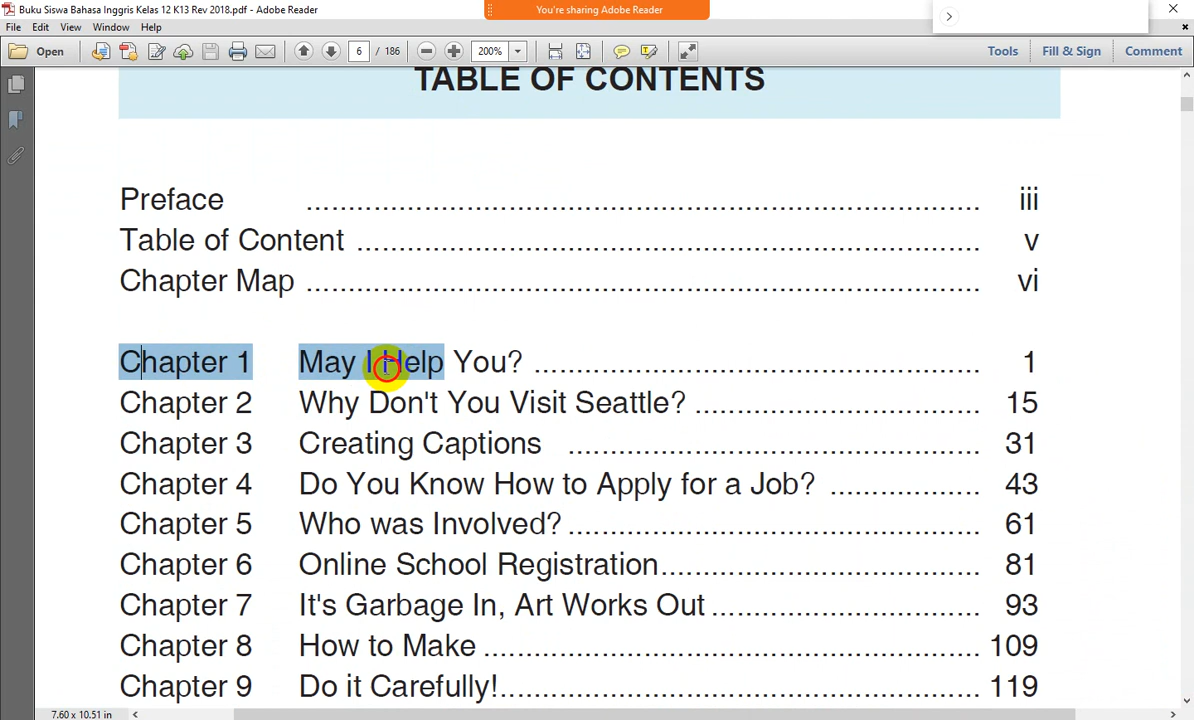 Buku Siswa Bahasa Inggris Kelas 12 K13 Rev 2018.pdf - Adobe Reader
You're sharing Adobe Reader
File Edit View Window Help
Open 6 / 186 200% Tools Fill & Sign Comment
TABLE OF CONTENTS
Preface ........................................................................ iii
Table of Content .................................................................. v
Chapter Map ........................................................................ vi
Chapter 1 May I Help You? ............................................... 1
Chapter 2 Why Don't You Visit Seattle? ............................. 15
Chapter 3 Creating Captions ........................................... 31
Chapter 4 Do You Know How to Apply for a Job? ................ 43
Chapter 5 Who was Involved? ........................................... 61
Chapter 6 Online School Registration................................. 81
Chapter 7 It's Garbage In, Art Works Out ........................... 93
Chapter 8 How to Make .................................................... 109
Chapter 9 Do it Carefully!.................................................. 119
7.60 x 10.51 in